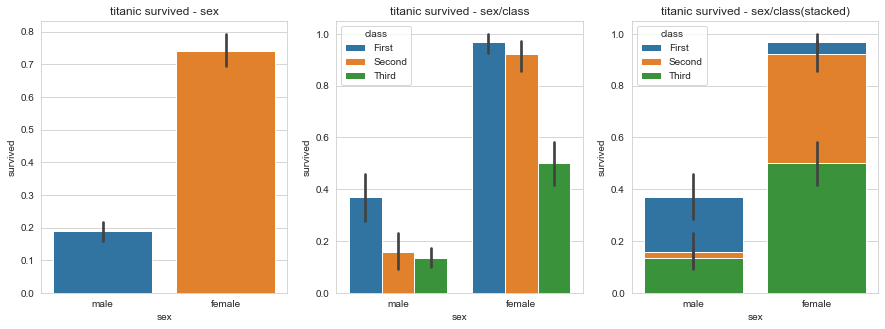 titanic survived - sex
survived
0.8
0.7
0.6
0.5
0.4
0.3
0.2
0.1
0.0
male
female
sex
titanic survived - sex/class
survived
1.0
0.8
0.6
0.4
0.2
0.0
class
First
Second
Third
male
female
sex
titanic survived - sex/class(stacked)
survived
1.0
0.8
0.6
0.4
0.2
0.0
class
First
Second
Third
male
female
sex